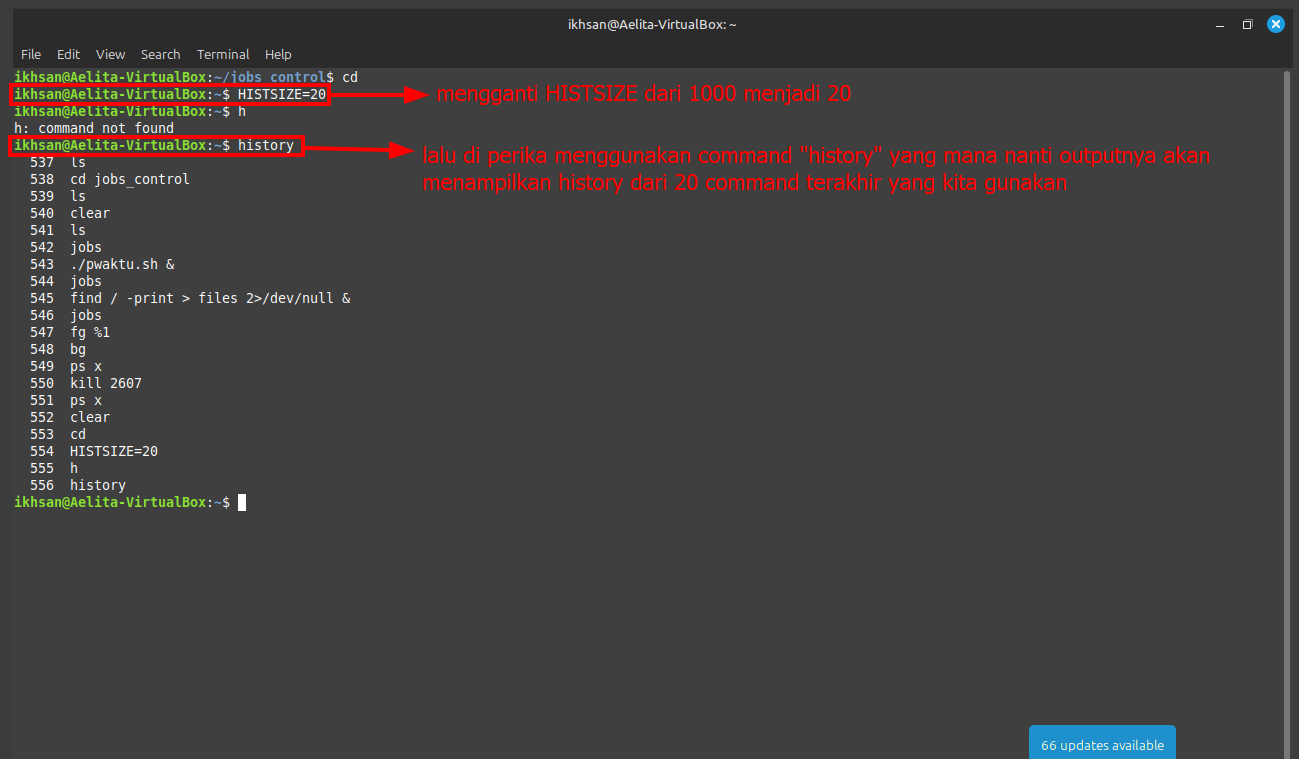 ikhsan@Aelita-VirtualBox: ~
File Edit View Search Terminal Help
ikhsan@Aelita-VirtualBox:~/jobs_control$ cd
ikhsan@Aelita-VirtualBox:~$ HISTSIZE=20
mengganti HISTSIZE dari 1000 menjadi 20
ikhsan@Aelita-VirtualBox:~$ h
h: command not found
ikhsan@Aelita-VirtualBox:~$ history
lalu di perika menggunakan command "history" yang mana nanti outputnya akan
menampilkan history dari 20 command terakhir yang kita gunakan
537 ls
538 cd jobs_control
539 ls
540 clear
541 ls
542 jobs
543 ./pwaktu.sh &
544 jobs
545 find / -print > files 2>/dev/null &
546 jobs
547 fg %1
548 bg
549 ps x
550 kill 2607
551 ps x
552 clear
553 cd
554 HISTSIZE=20
555 h
556 history
ikhsan@Aelita-VirtualBox:~$
66 updates available